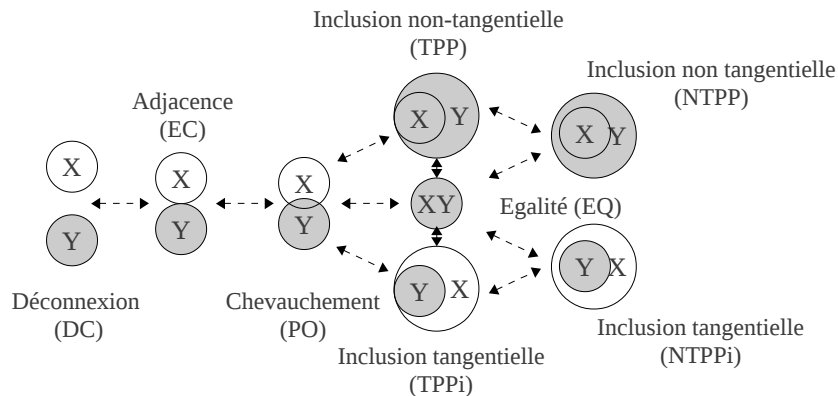 Inclusion non-tangentielle
(TPP)
Inclusion non tangentielle
(NTPP)
Adjacence
(EC)
X
Y
X
Y
X
Y
X Y
X Y
XY
Egalité (EQ)
Y X
Y X
Déconnexion
(DC)
Chevauchement
(PO)
Inclusion tangentielle
(TPPi)
Inclusion tangentielle
(NTPPi)